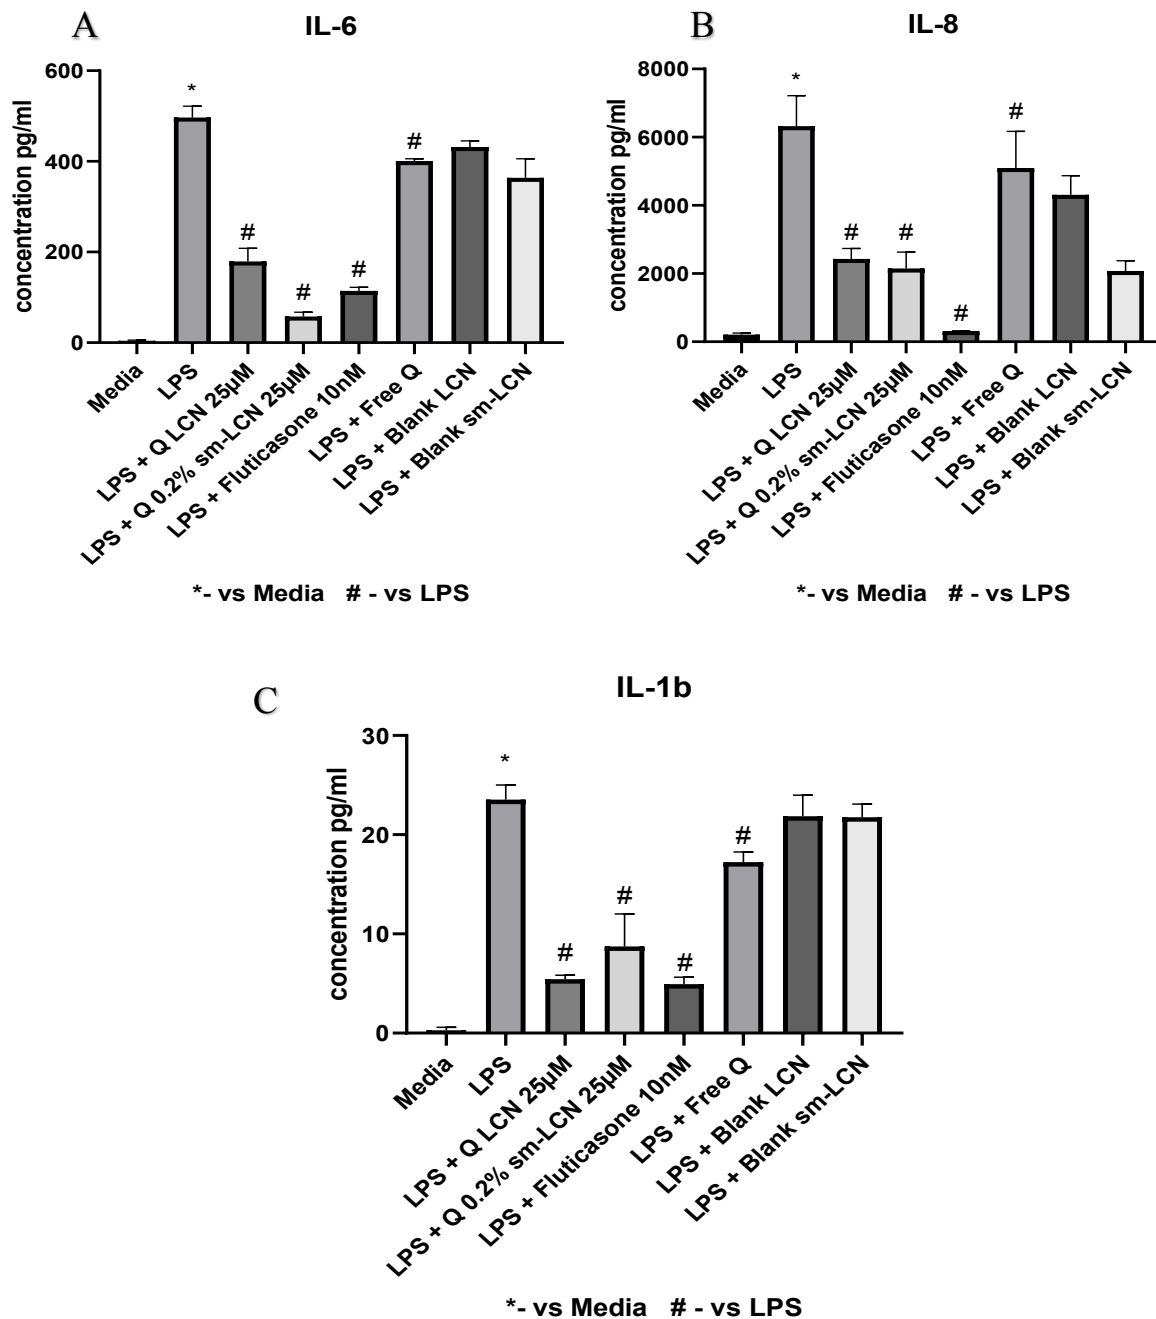 A
IL-6
concentration pg/ml
600
400
200
0
*
#
#
#
#
Media
LPS
LPS + Q LCN 25µM
LPS + Q 0.2% sm-LCN 25µM
LPS + Fluticasone 10nM
LPS + Free Q
LPS + Blank LCN
LPS + Blank sm-LCN
*- vs Media # - vs LPS
B
IL-8
concentration pg/ml
8000
6000
4000
2000
0
*
#
#
#
#
Media
LPS
LPS + Q LCN 25µM
LPS + Q 0.2% sm-LCN 25µM
LPS + Fluticasone 10nM
LPS + Free Q
LPS + Blank LCN
LPS + Blank sm-LCN
*- vs Media # - vs LPS
C
IL-1b
concentration pg/ml
30
20
10
0
*
#
#
#
#
Media
LPS
LPS + Q LCN 25µM
LPS + Q 0.2% sm-LCN 25µM
LPS + Fluticasone 10nM
LPS + Free Q
LPS + Blank LCN
LPS + Blank sm-LCN
*- vs Media # - vs LPS